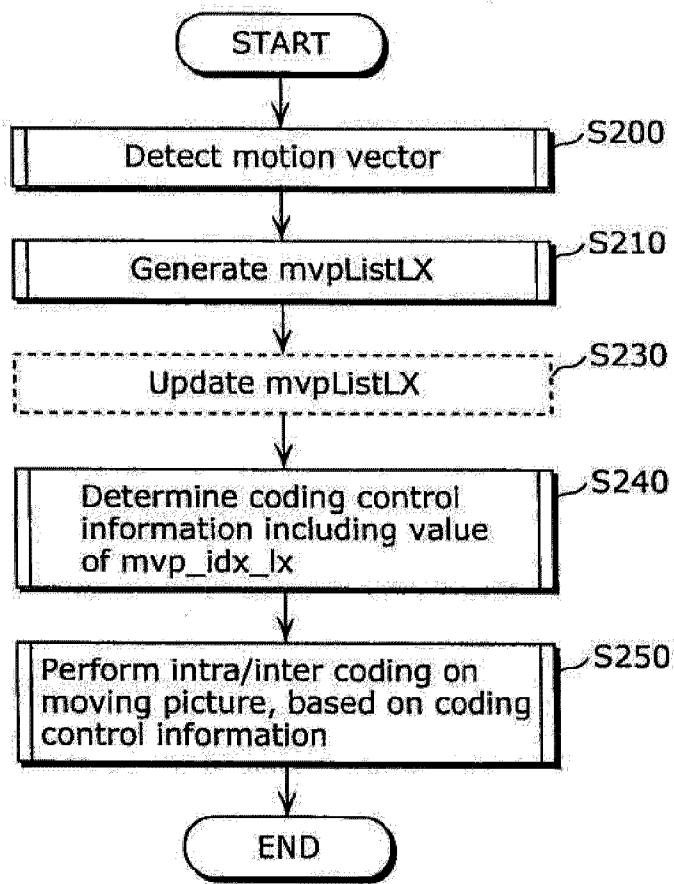 START
Detect motion vector
S200
Generate mvpListLX
S210
Update mvpListLX
S230
Determine coding control
information including value
of mvp_idx_lx
S240
Perform intra/inter coding on
moving picture, based on coding
control information
S250
END